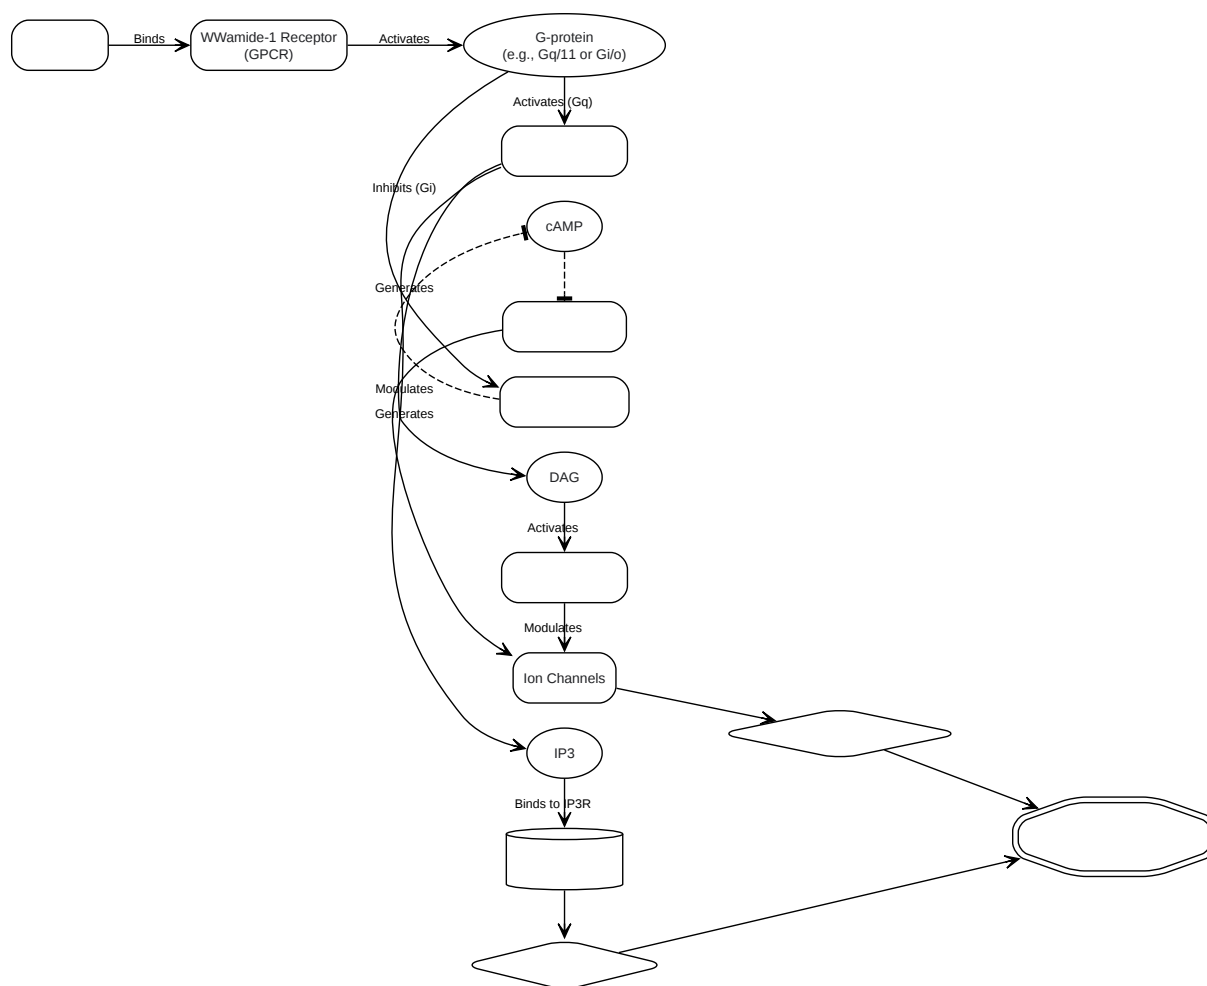 Binds
WWamide-1 Receptor
(GPCR)
Activates
G-protein
(e.g., Gq/11 or Gi/o)
Activates (Gq)
Inhibits (Gi)
cAMP
Generates
Modulates
Generates
DAG
Activates
Modulates
Ion Channels
IP3
Binds to IP3R